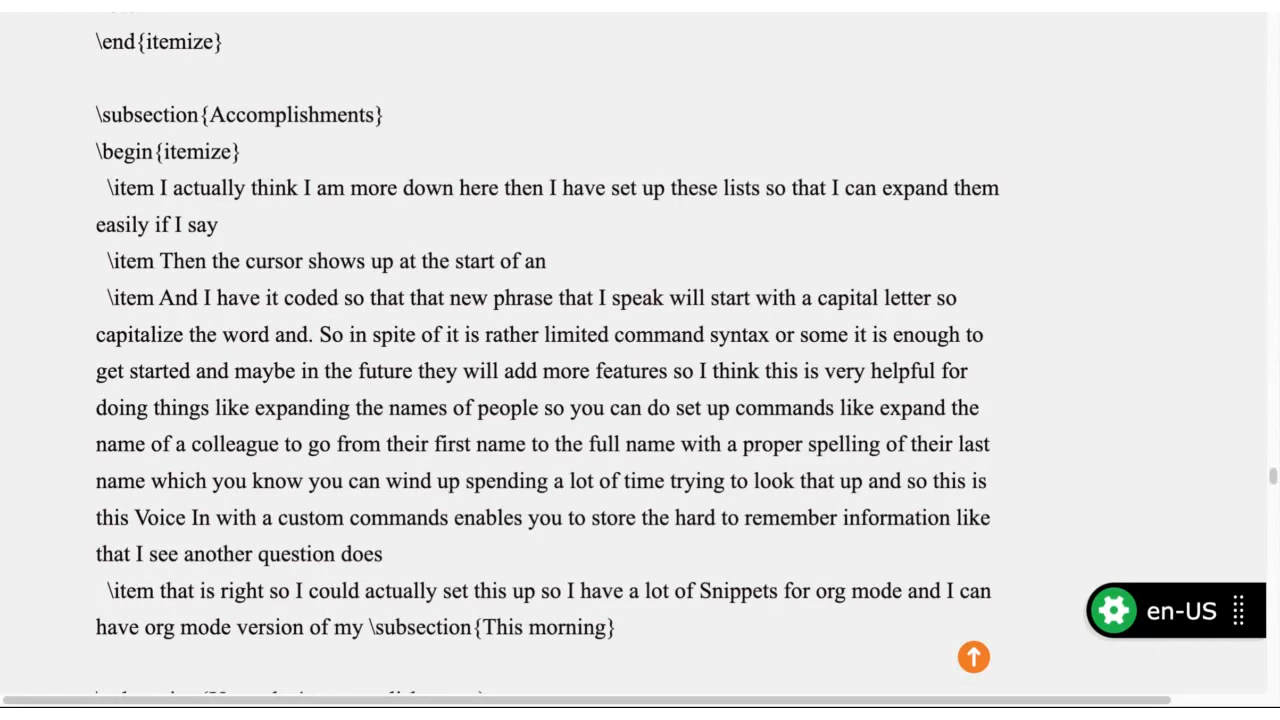 \end{itemize}
\subsection{Accomplishments}
\begin{itemize}
\item I actually think I am more down here then I have set up these lists so that I can expand them
easily if I say
\item Then the cursor shows up at the start of an
\item And I have it coded so that that new phrase that I speak will start with a capital letter so
capitalize the word and. So in spite of it is rather limited command syntax or some it is enough to
get started and maybe in the future they will add more features so I think this is very helpful for
doing things like expanding the names of people so you can do set up commands like expand the
name of a colleague to go from their first name to the full name with a proper spelling of their last
name which you know you can wind up spending a lot of time trying to look that up and so this is
this Voice In with a custom commands enables you to store the hard to remember information like
that I see another question does
\item that is right so I could actually set this up so I have a lot of Snippets for org mode and I can
have org mode version of my \subsection{This morning}
en-US